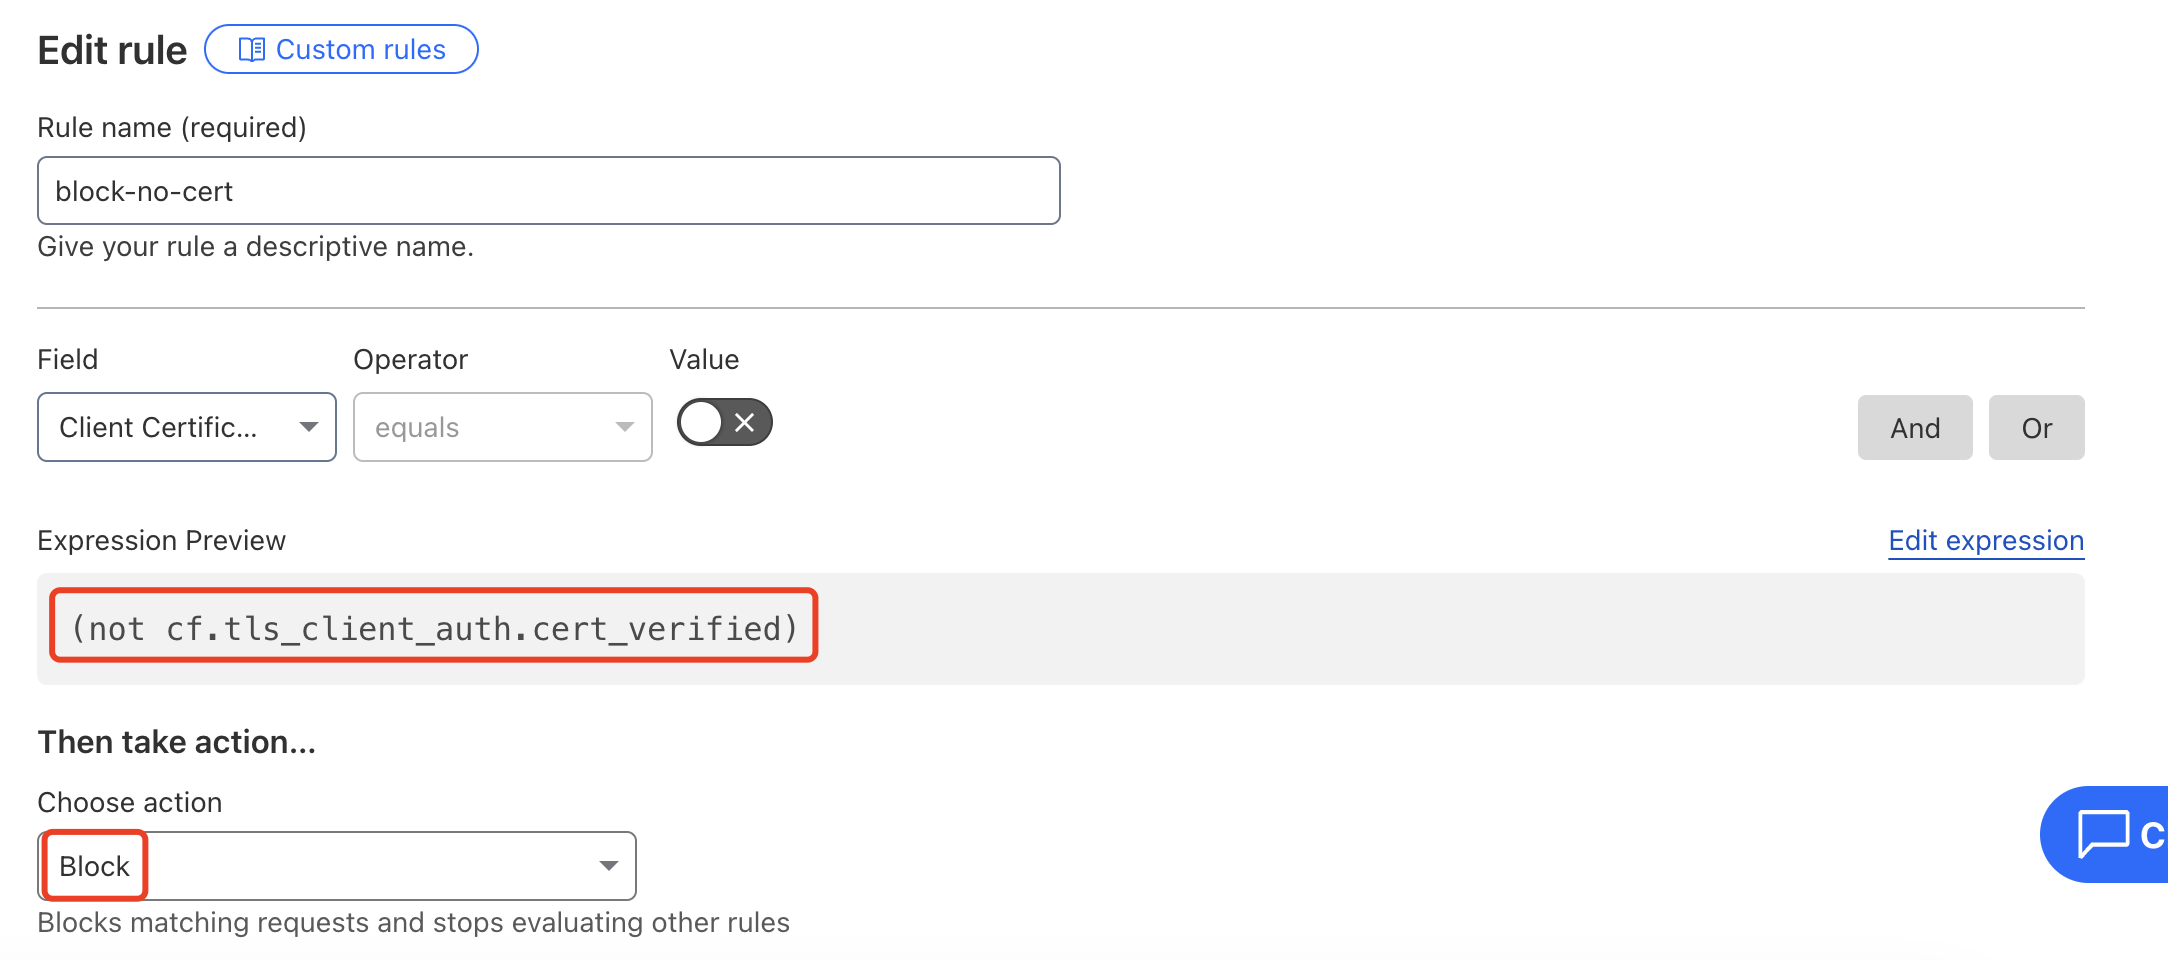 Edit rule
Custom rules
Rule name (required)
block-no-cert
Give your rule a descriptive name.
Field Operator Value
Client Certific... equals And Or
Expression Preview Edit expression
(not cf.tls_client_auth.cert_verified)
Then take action...
Choose action
Block
Blocks matching requests and stops evaluating other rules
C